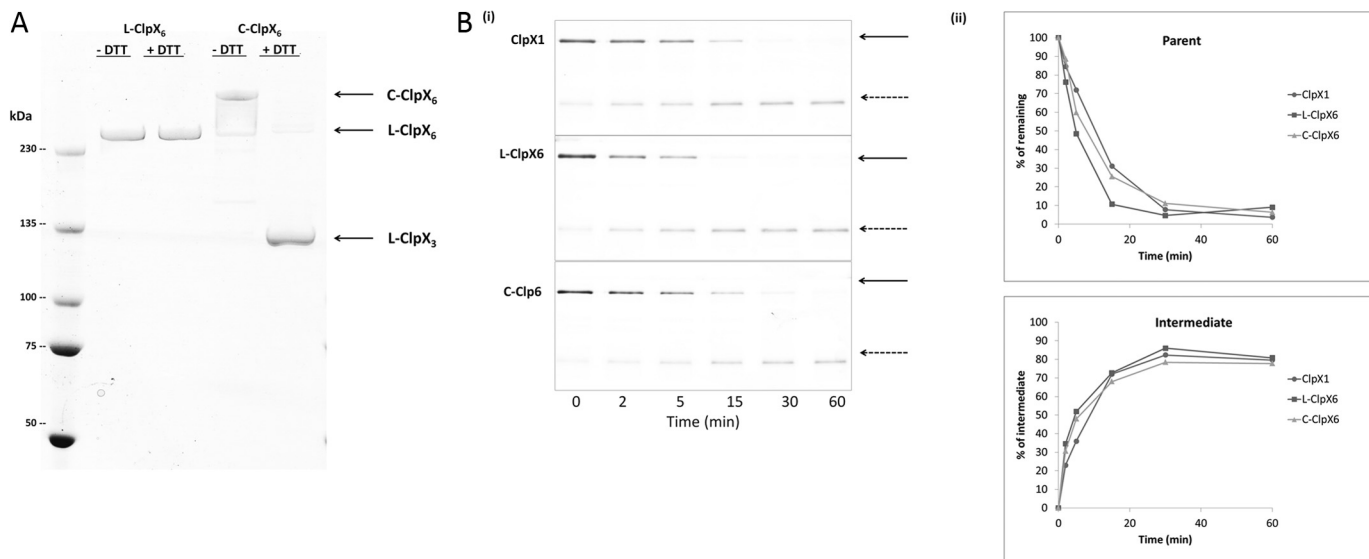 A
L-ClpX6
C-ClpX6
- DTT
+ DTT
- DTT
+ DTT
kDa
230 --
135 --
100 --
75 --
50 --
C-ClpX6
L-ClpX6
L-ClpX3
B
(i)
ClpX1
L-ClpX6
C-Clp6
0 2 5 15 30 60
Time (min)
(ii)
Parent
% of remaining
100
90
80
70
60
50
40
30
20
10
0
0 20 40 60
Time (min)
ClpX1
L-ClpX6
C-ClpX6
Intermediate
% of intermediate
100
90
80
70
60
50
40
30
20
10
0
0 20 40 60
Time (min)
ClpX1
L-ClpX6
C-ClpX6